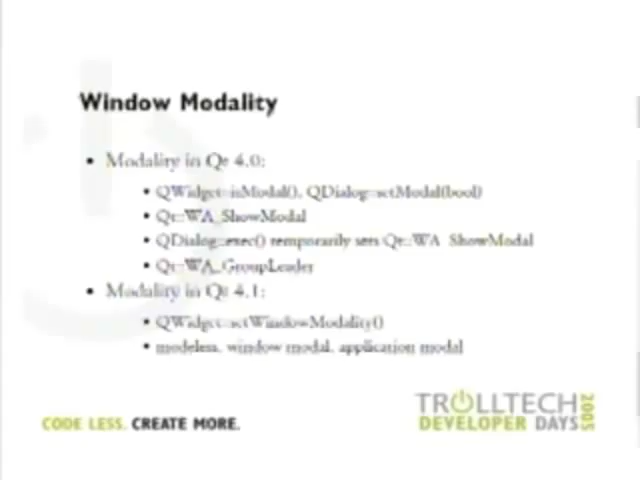 Window Modality
• Modality in Qt 4.0:
• QWidget::isModal(), QDialog::setModal(bool)
• Qt::WA_ShowModal
• QDialog::exec() temporarily sets Qt::WA_ShowModal
• Qt::WA_GroupLeader
• Modality in Qt 4.1:
• QWidget::setWindowModality()
• modeless, window modal, application modal
CODE LESS. CREATE MORE.
TROLLTECH
DEVELOPER DAYS
2005